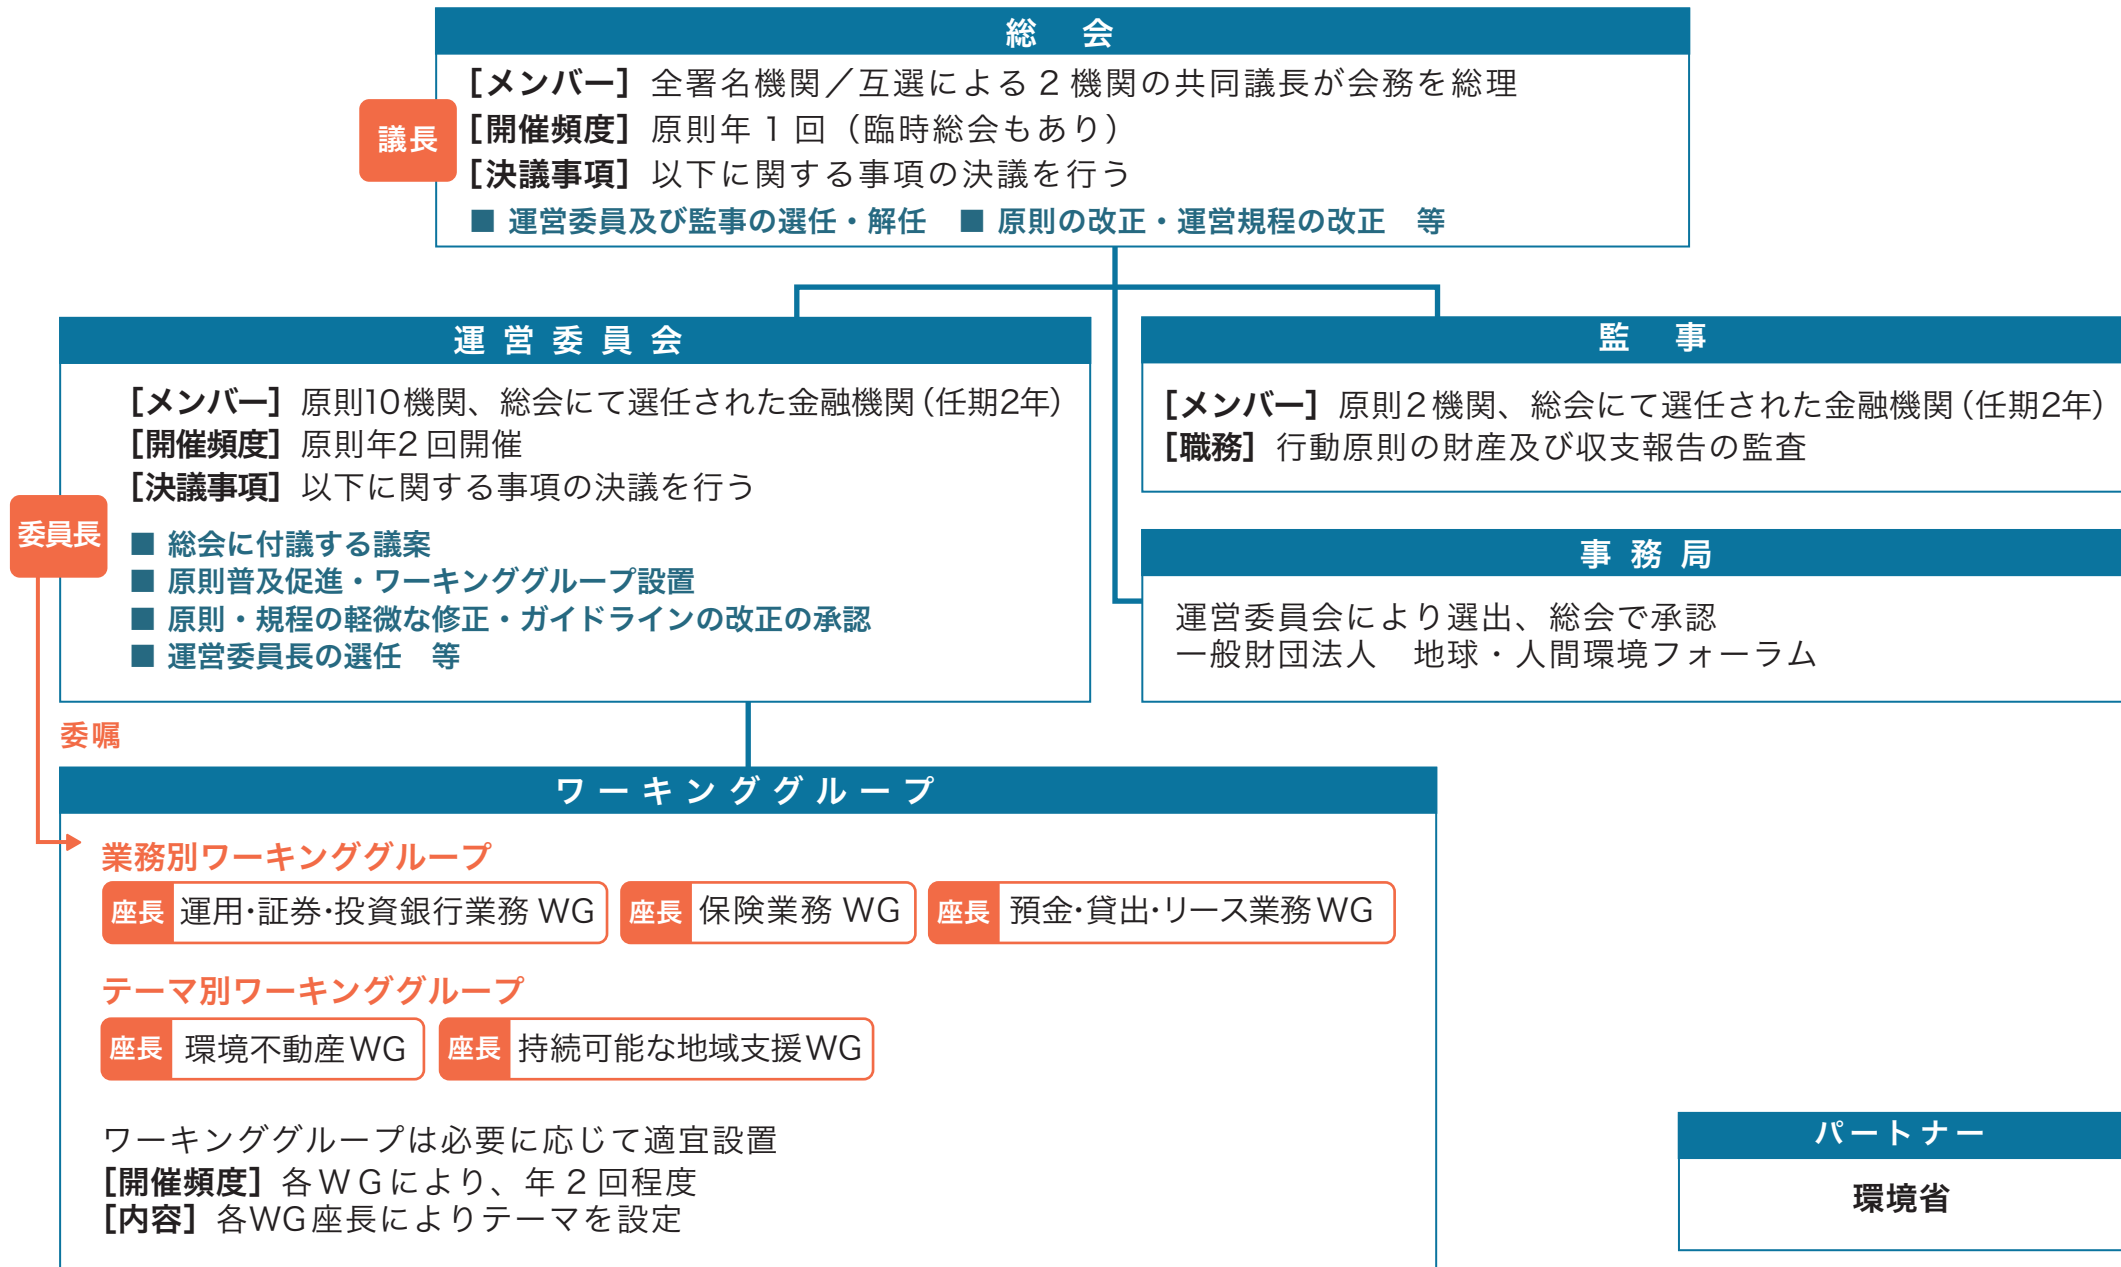 総　会
議長
［メンバー］全署名機関／互選による 2 機関の共同議長が会務を総理
［開催頻度］原則年 1 回（臨時総会もあり）
［決議事項］以下に関する事項の決議を行う
■ 運営委員及び監事の選任・解任　■ 原則の改正・運営規程の改正　等
運営委員会
［メンバー］原則10機関、総会にて選任された金融機関（任期2年）
［開催頻度］原則年2 回開催
［決議事項］以下に関する事項の決議を行う
委員長
■ 総会に付議する議案
■ 原則普及促進・ワーキンググループ設置
■ 原則・規程の軽微な修正・ガイドラインの改正の承認
■ 運営委員長の選任　等
監　事
［メンバー］原則2機関、総会にて選任された金融機関（任期2年）
［職務］行動原則の財産及び収支報告の監査
事務局
運営委員会により選出、総会で承認
一般財団法人　地球・人間環境フォーラム
委嘱
ワーキンググループ
業務別ワーキンググループ
座長 運用・証券・投資銀行業務 WG 座長 保険業務 WG 座長 預金・貸出・リース業務WG
テーマ別ワーキンググループ
座長 環境不動産WG 座長 持続可能な地域支援WG
ワーキンググループは必要に応じて適宜設置
［開催頻度］各WGにより、年 2 回程度
［内容］各WG座長によりテーマを設定
パートナー
環境省